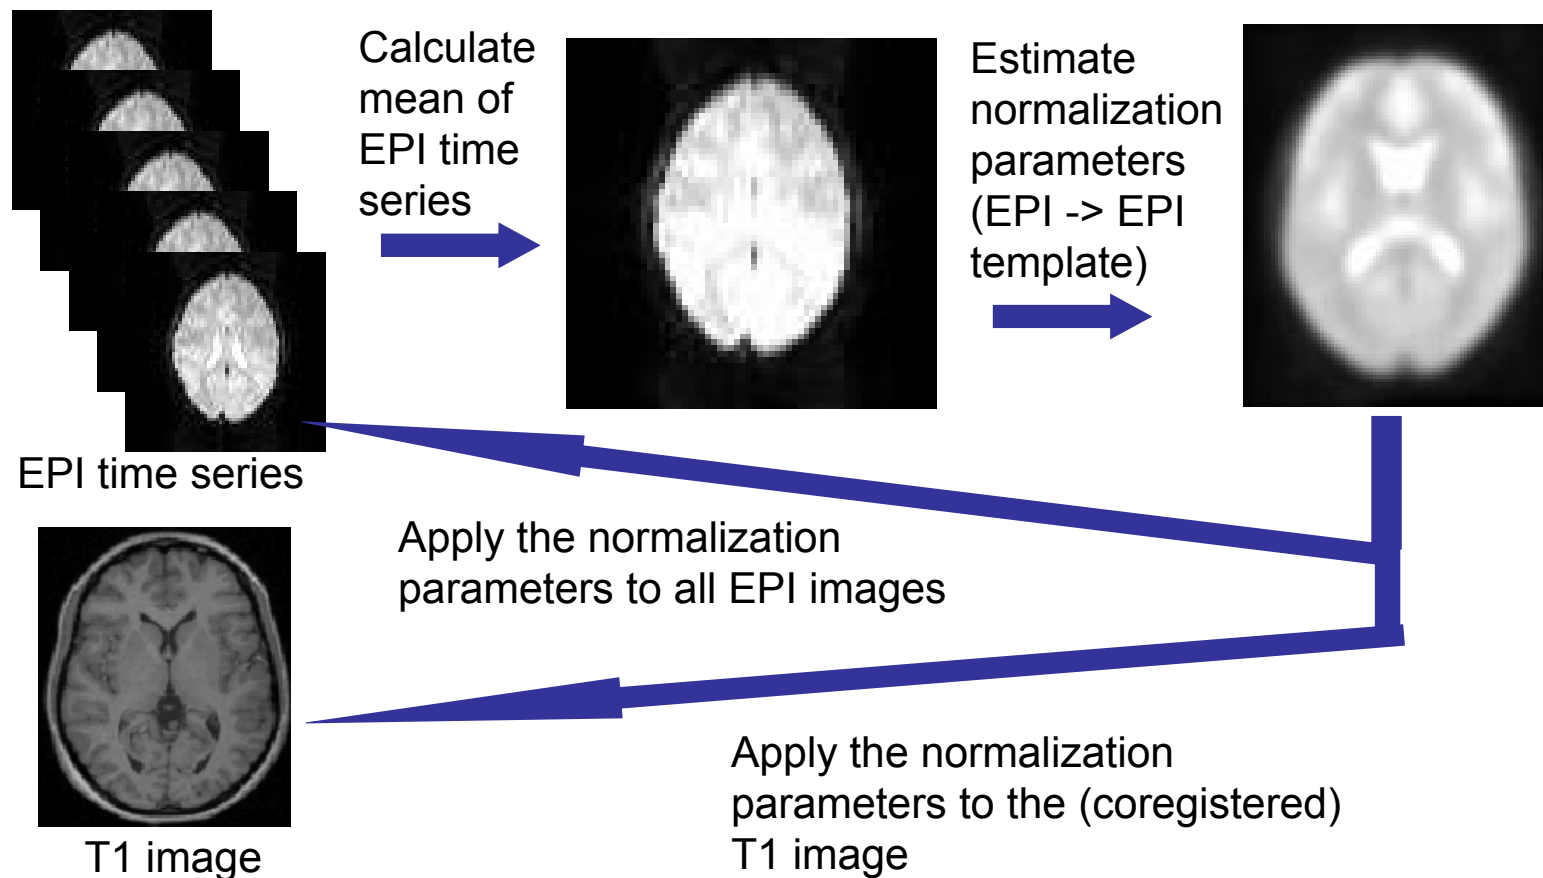 Calculate
mean of
EPI time
series
Estimate
normalization
parameters
(EPI -> EPI
template)
EPI time series
Apply the normalization
parameters to all EPI images
T1 image
Apply the normalization
parameters to the (coregistered)
T1 image